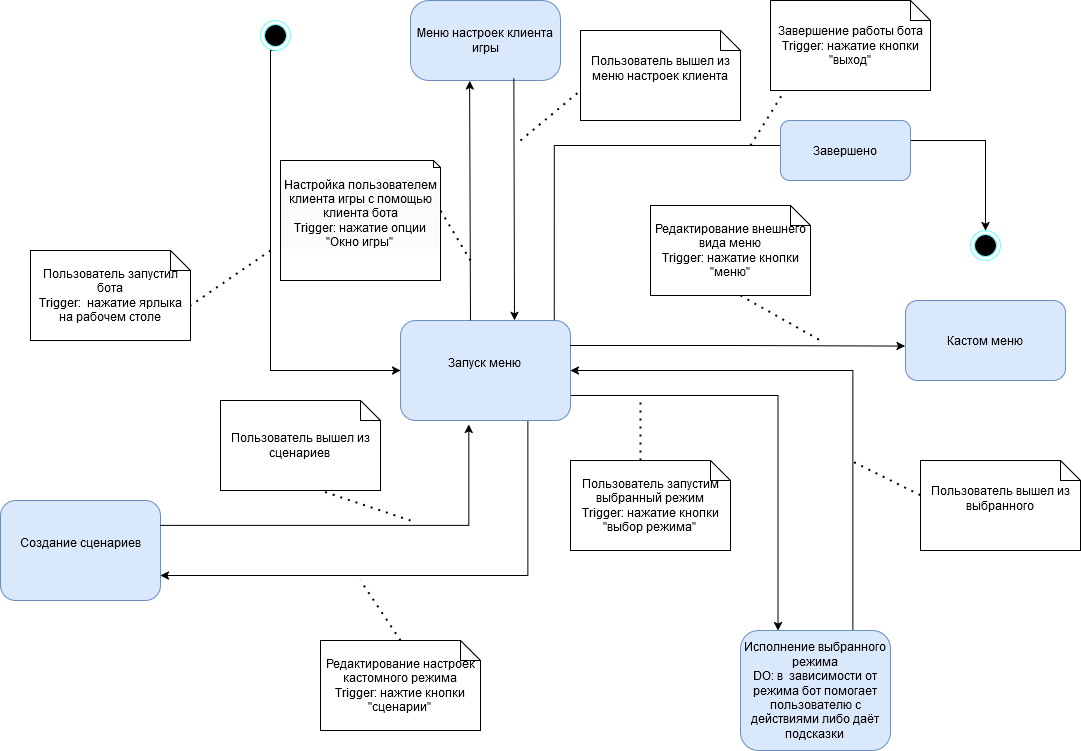 Меню настроек клиента
игры
Пользователь вышел из
меню настроек клиента
Завершение работы бота
Trigger: нажатие кнопки
"выход"
Завершено
Настройка пользователем
клиента игры с помощью
клиента бота
Trigger: нажатие опции
"Окно игры"
Редактирование внешнего
вида меню
Trigger: нажатие кнопки
"меню"
Пользователь запустил
бота
Trigger: нажатие ярлыка
на рабочем столе
Запуск меню
Кастом меню
Пользователь вышел из
сценариев
Пользователь запустим
выбранный режим
Trigger: нажатие кнопки
"выбор режима"
Пользователь вышел из
выбранного
Создание сценариев
Редактирование настроек
кастомного режима
Trigger: нажтие кнопки
"сценарии"
Исполнение выбранного
режима
DO: в зависимости от
режима бот помогает
пользователю с
действиями либо даёт
подсказки